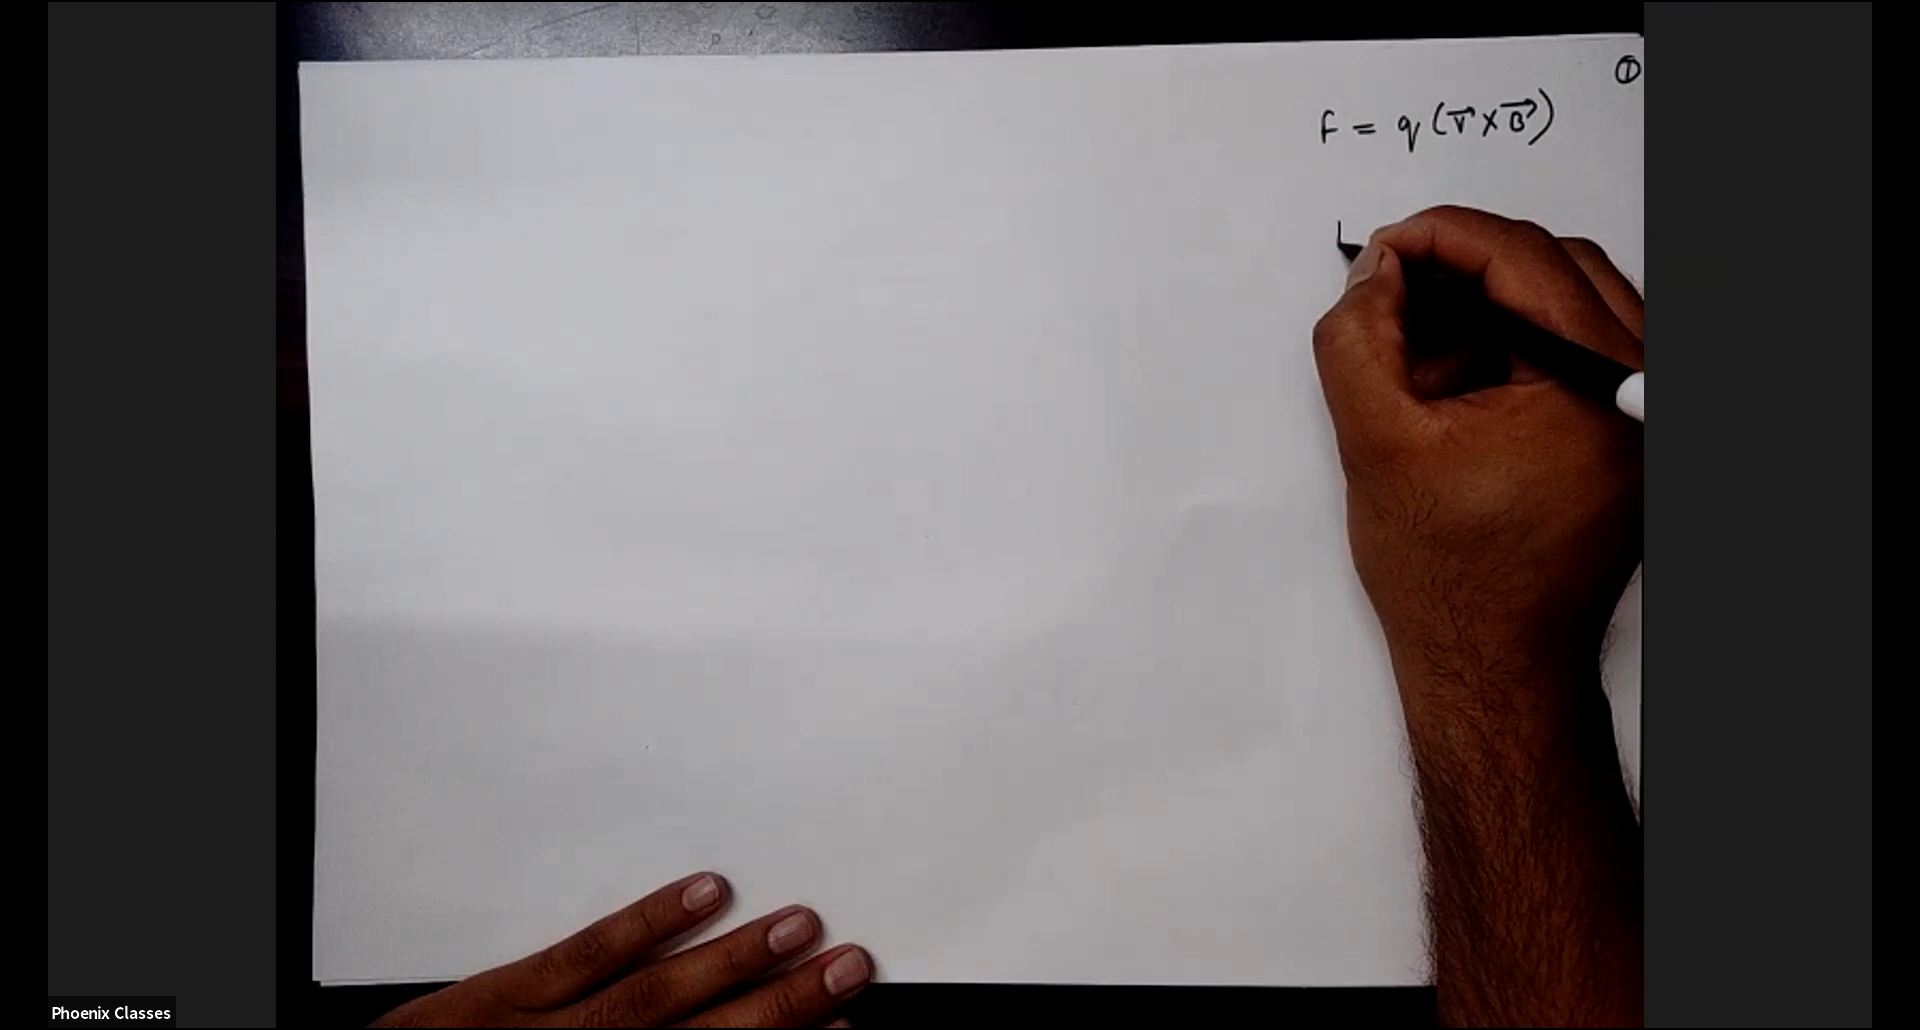 ①
F = q (v⃗ × B⃗)
Phoenix Classes